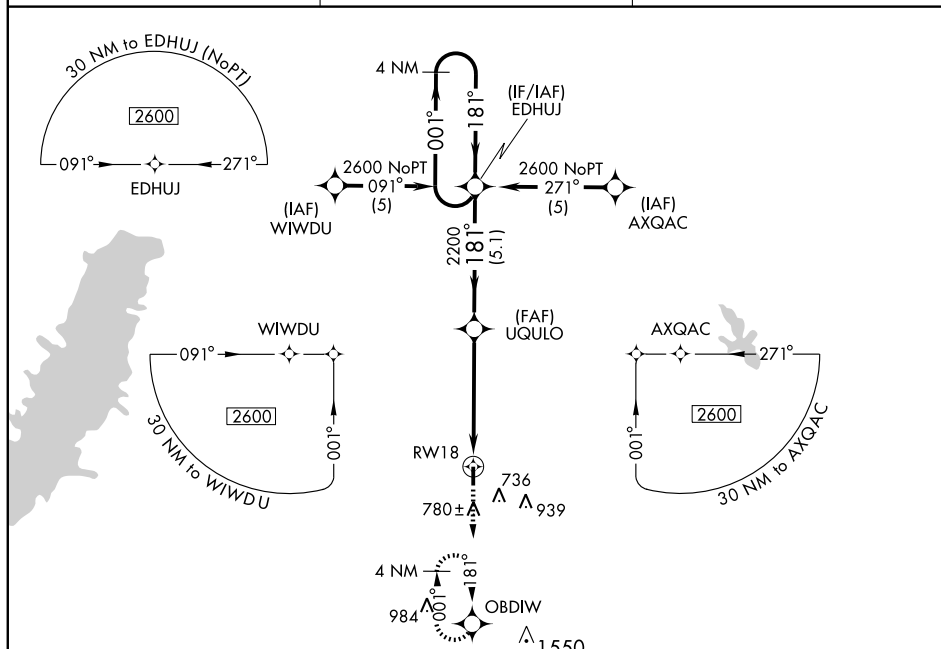 30 NM to EDHUJ (NoPT)
2600
091°
271°
EDHUJ
4 NM
001°
181°
(IF/IAF)
EDHUJ
2600 NoPT
091°
(5)
2600 NoPT
271°
(5)
(IAF)
WIWDU
(IAF)
AXQAC
2200
181°
(5.1)
(FAF)
UQULO
WIWDU
091°
2600
001°
30 NM to WIWDU
AXQAC
271°
2600
001°
30 NM to AXQAC
RW18
736
780±
939
4 NM
181°
001°
984
OBDIW
1550